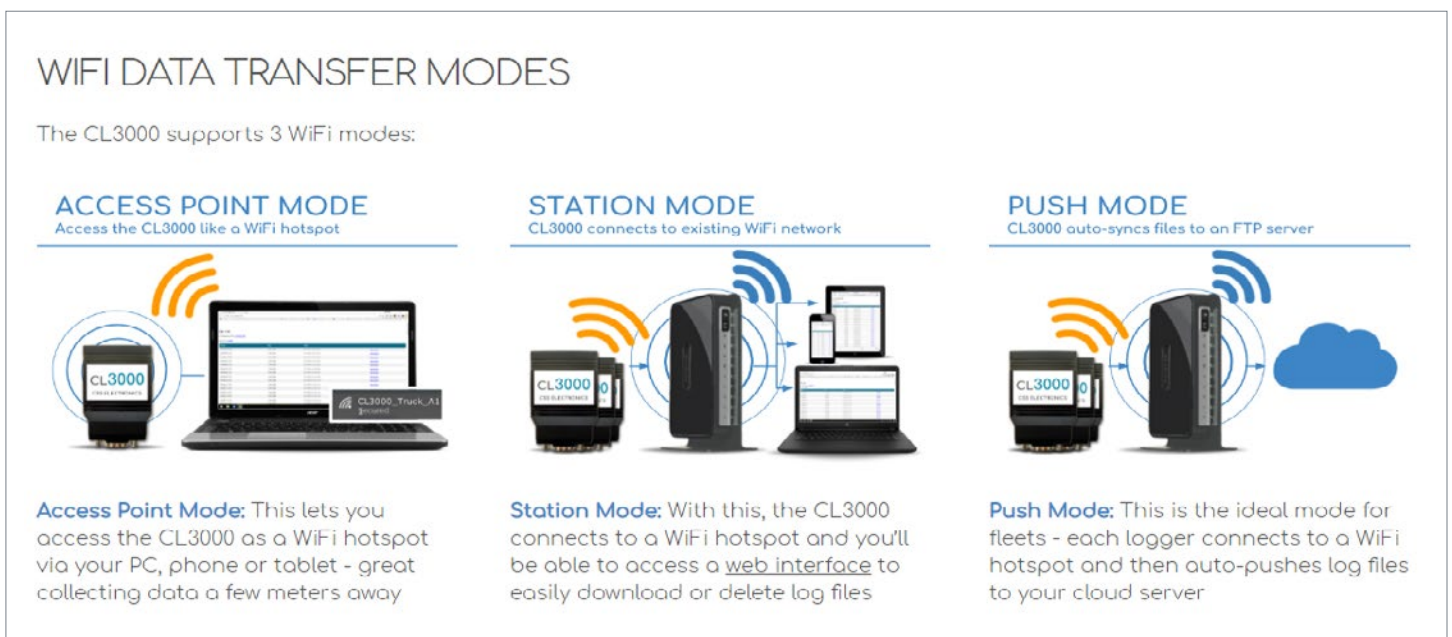 WIFI DATA TRANSFER MODES
The CL3000 supports 3 WiFi modes:
ACCESS POINT MODE
Access the CL3000 like a WiFi hotspot
CL3000
CSS ELECTRONICS
CL3000_Truck_A1
Secured
Access Point Mode: This lets you
access the CL3000 as a WiFi hotspot
via your PC, phone or tablet - great
collecting data a few meters away
STATION MODE
CL3000 connects to existing WiFi network
CL3000
CSS ELECTRONICS
Station Mode: With this, the CL3000
connects to a WiFi hotspot and you'll
be able to access a web interface to
easily download or delete log files
PUSH MODE
CL3000 auto-syncs files to an FTP server
CL3000
CSS ELECTRONICS
Push Mode: This is the ideal mode for
fleets - each logger connects to a WiFi
hotspot and then auto-pushes log files
to your cloud server